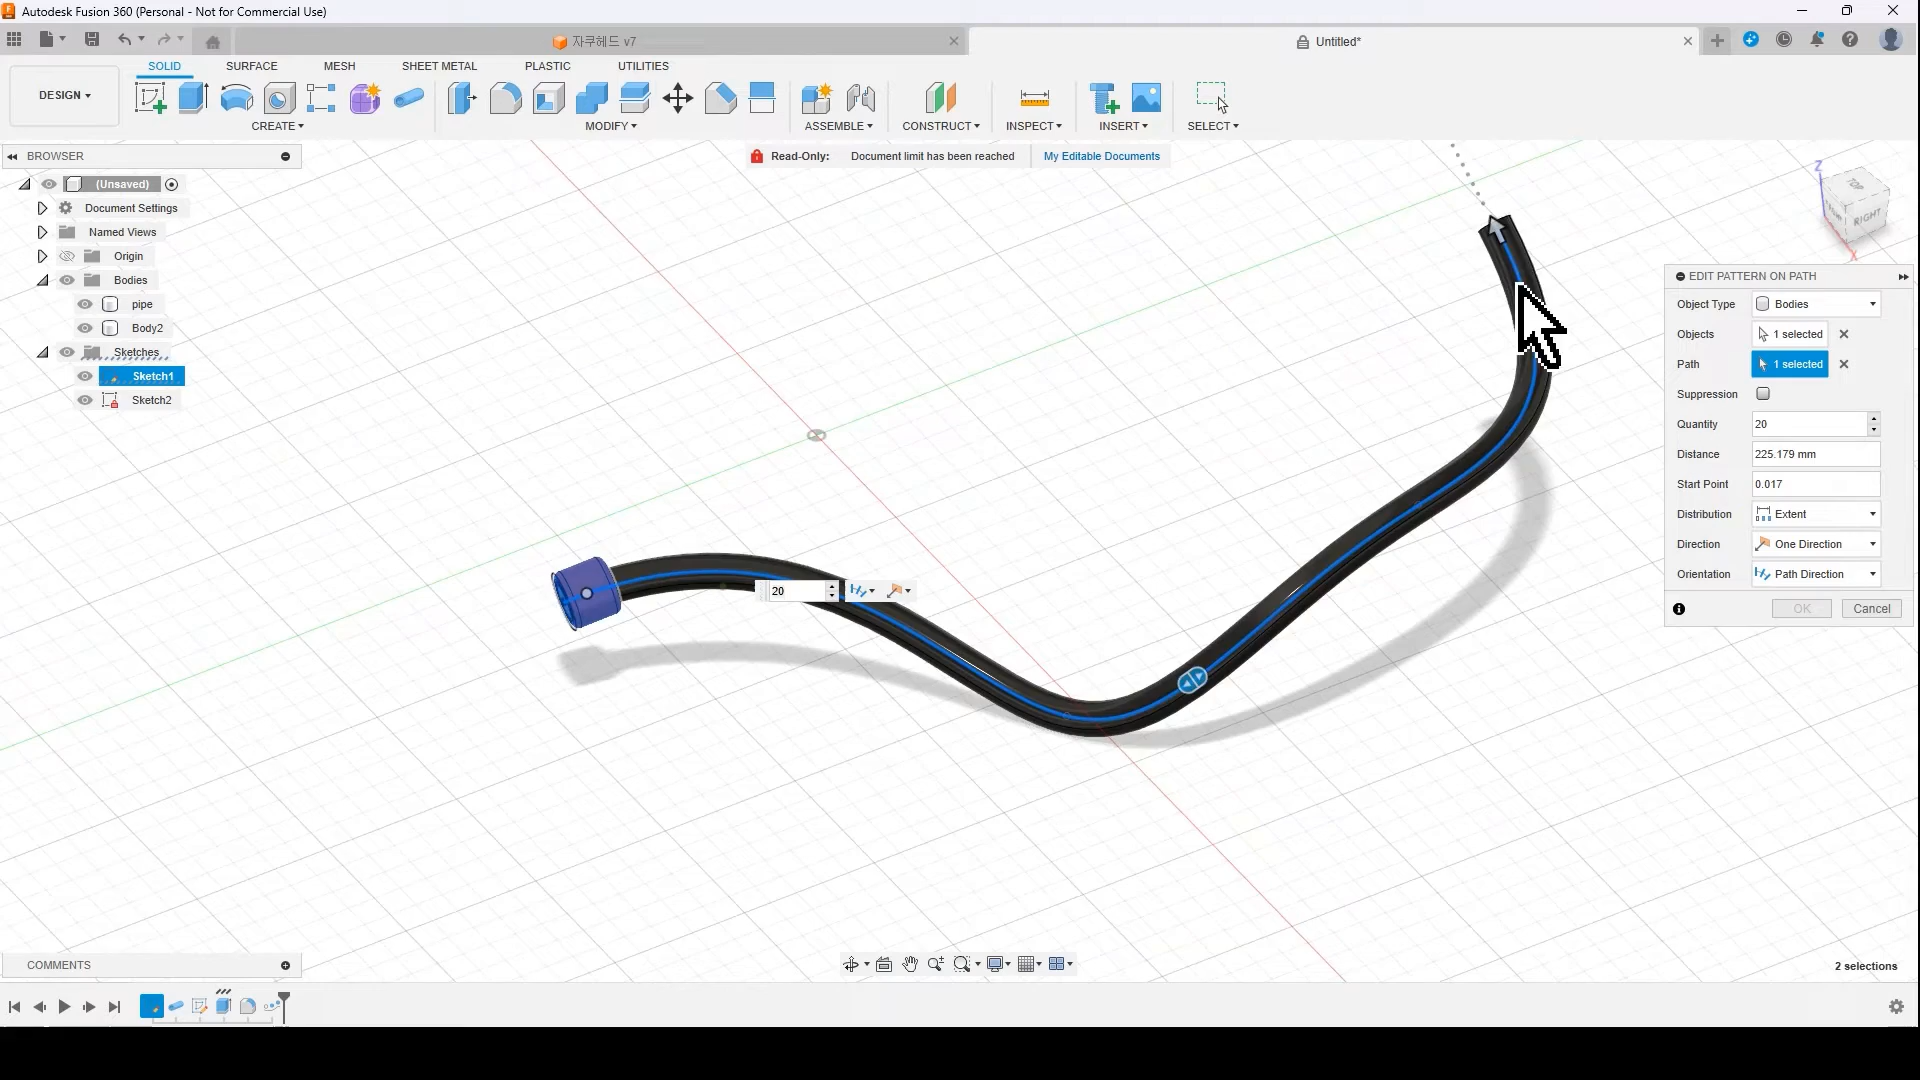 Autodesk Fusion 360 (Personal - Not for Commercial Use)
자쿠헤드 v7
Untitled*
DESIGN
SOLID
SURFACE
MESH
SHEET METAL
PLASTIC
UTILITIES
CREATE
MODIFY
ASSEMBLE
CONSTRUCT
INSPECT
INSERT
SELECT
BROWSER
Read-Only: Document limit has been reached My Editable Documents
(Unsaved)
Document Settings
Named Views
Origin
Bodies
pipe
Body2
Sketches
Sketch1
Sketch2
Z
TOP
RIGHT
X
EDIT PATTERN ON PATH
Object Type Bodies
Objects 1 selected
Path 1 selected
Suppression
Quantity 20
Distance 225.179 mm
Start Point 0.017
Distribution Extent
Direction One Direction
Orientation Path Direction
OK Cancel
20
COMMENTS
2 selections